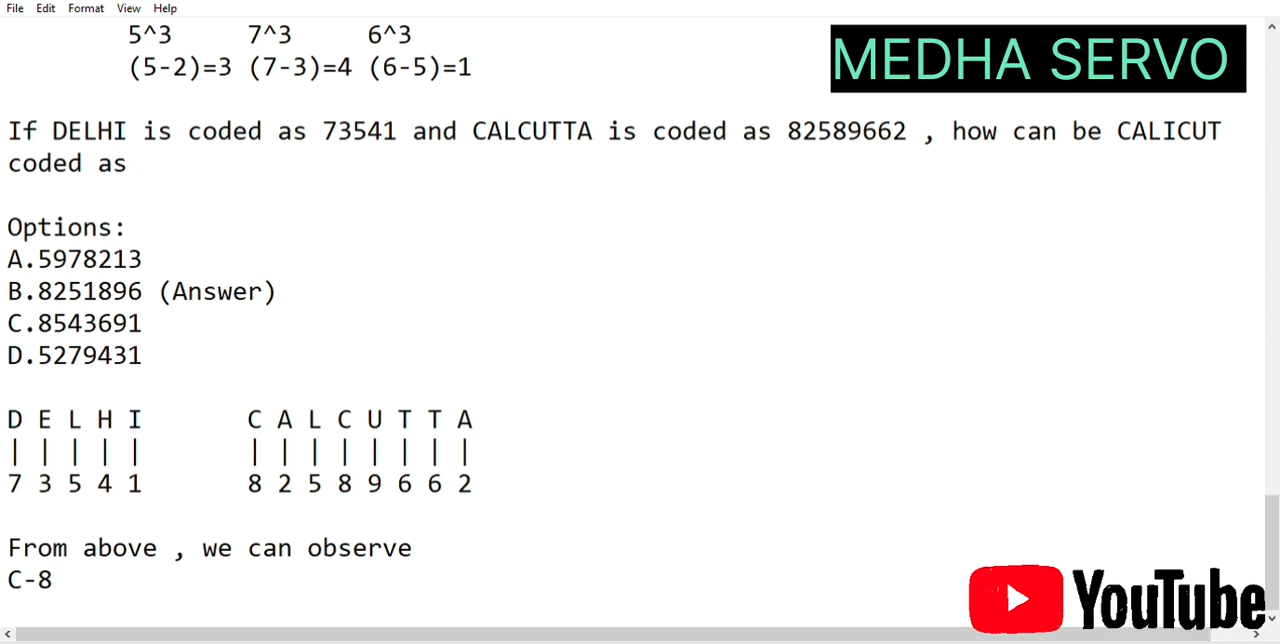 File Edit Format View Help
5^3 7^3 6^3
MEDHA SERVO
(5-2)=3 (7-3)=4 (6-5)=1
If DELHI is coded as 73541 and CALCUTTA is coded as 82589662 , how can be CALICUT
coded as
Options:
A.5978213
B.8251896 (Answer)
C.8543691
D.5279431
D E L H I C A L C U T T A
| | | | | | | | | | | | |
7 3 5 4 1 8 2 5 8 9 6 6 2
From above , we can observe
C-8
YouTube